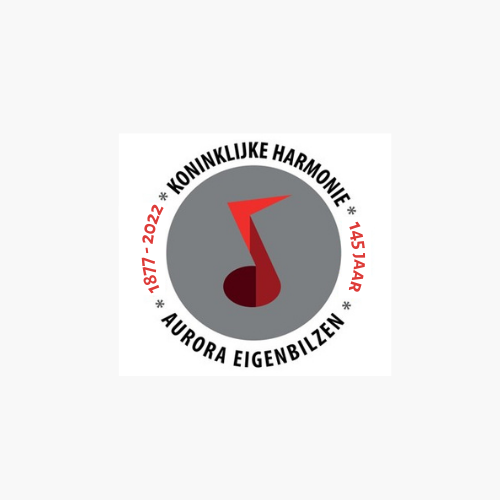 * KONINKLIJKE HARMONIE *
145 JAAR
* AURORA EIGENBILZEN *
1877 - 2022